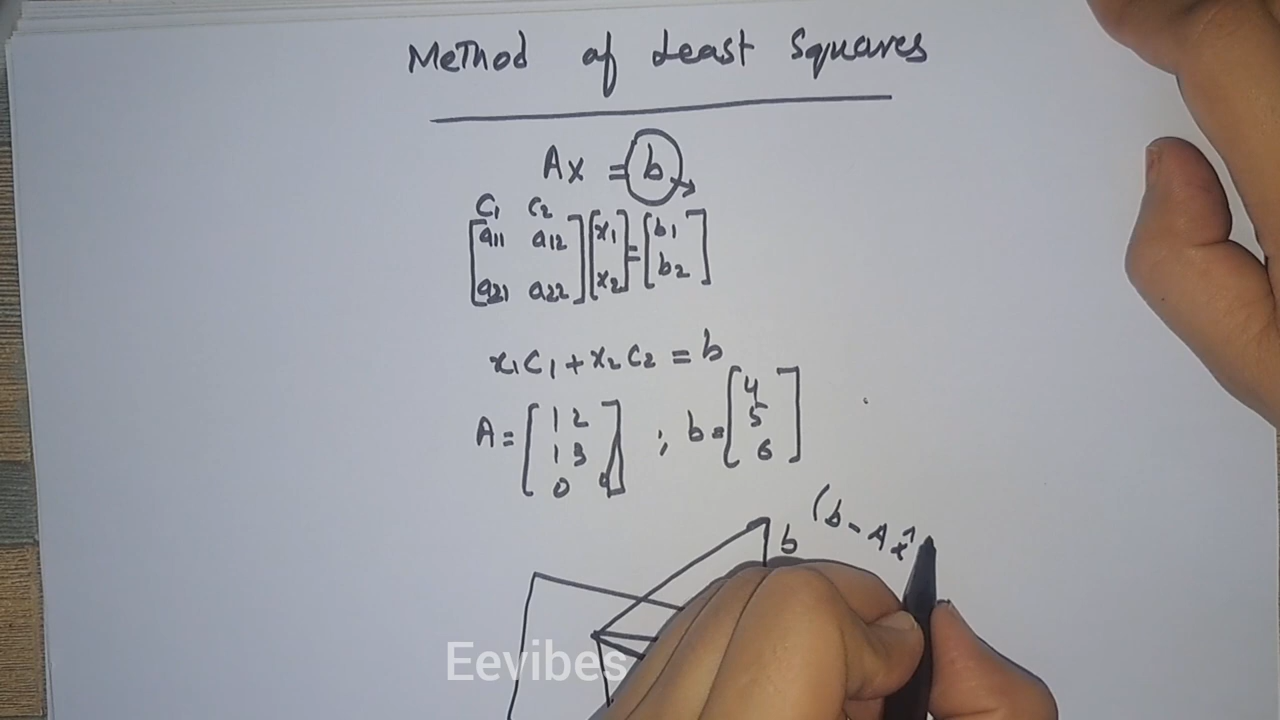 Method of Least Squares
Ax = b
C1 C2
[a11 a12] [x1] = [b1]
[a21 a22] [x2] [b2]
x1C1 + x2C2 = b
A = [1 2; 1 3; 0 0] ; b = [4; 5; 6]
b (b - Ax̂
Eevibes